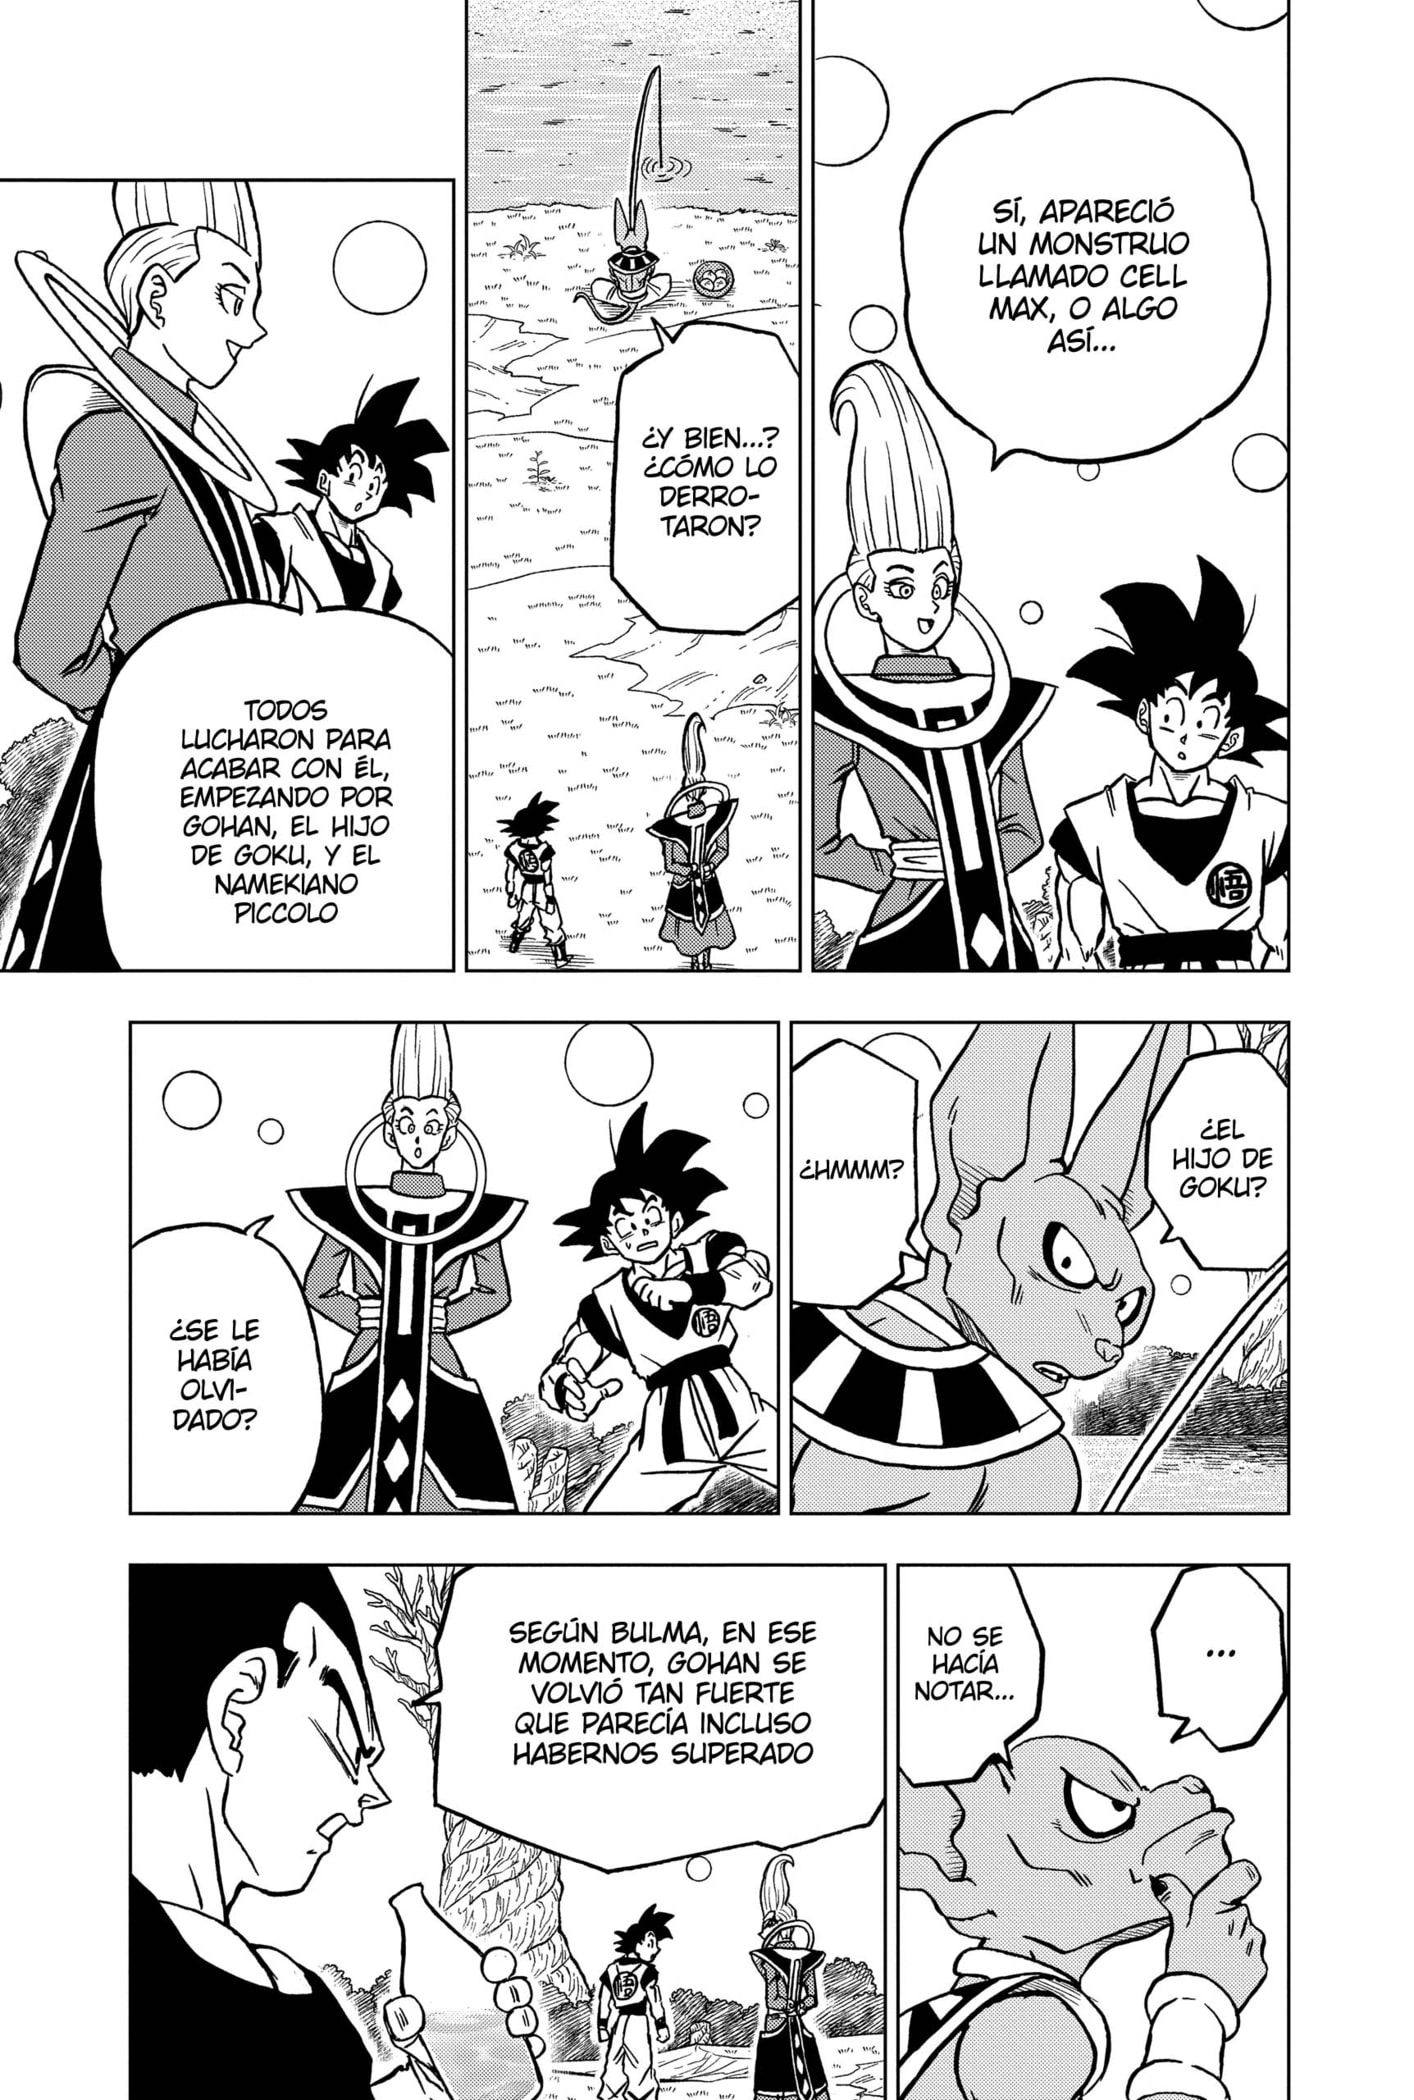 SÍ, APARECIÓ
UN MONSTRUO
LLAMADO CELL
MAX, O ALGO
ASÍ...
¿Y BIEN...?
¿CÓMO LO
DERRO-
TARON?
TODOS
LUCHARON PARA
ACABAR CON ÉL,
EMPEZANDO POR
GOHAN, EL HIJO
DE GOKU, Y EL
NAMEKIANO
PICCOLO
¿EL
HIJO DE
GOKU?
¿HMMM?
¿SE LE
HABÍA
OLVI-
DADO?
...
NO SE
HACÍA
NOTAR...
SEGÚN BULMA, EN ESE
MOMENTO, GOHAN SE
VOLVIÓ TAN FUERTE
QUE PARECÍA INCLUSO
HABERNOS SUPERADO